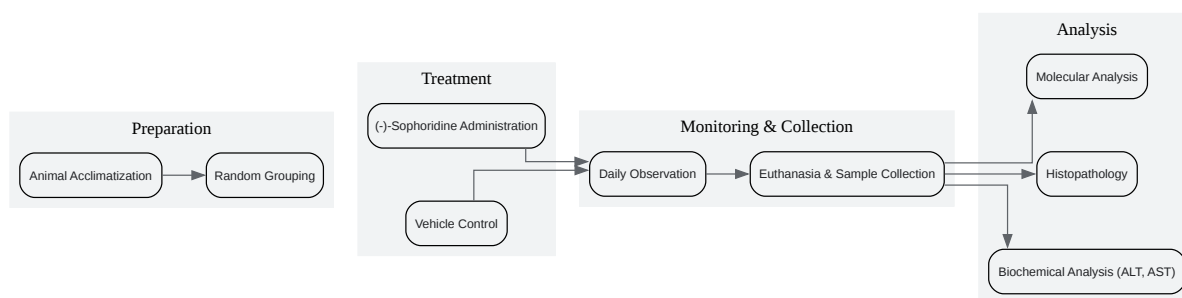 Preparation
Animal Acclimatization
Random Grouping
Treatment
(-)-Sophoridine Administration
Vehicle Control
Monitoring & Collection
Daily Observation
Euthanasia & Sample Collection
Analysis
Molecular Analysis
Histopathology
Biochemical Analysis (ALT, AST)